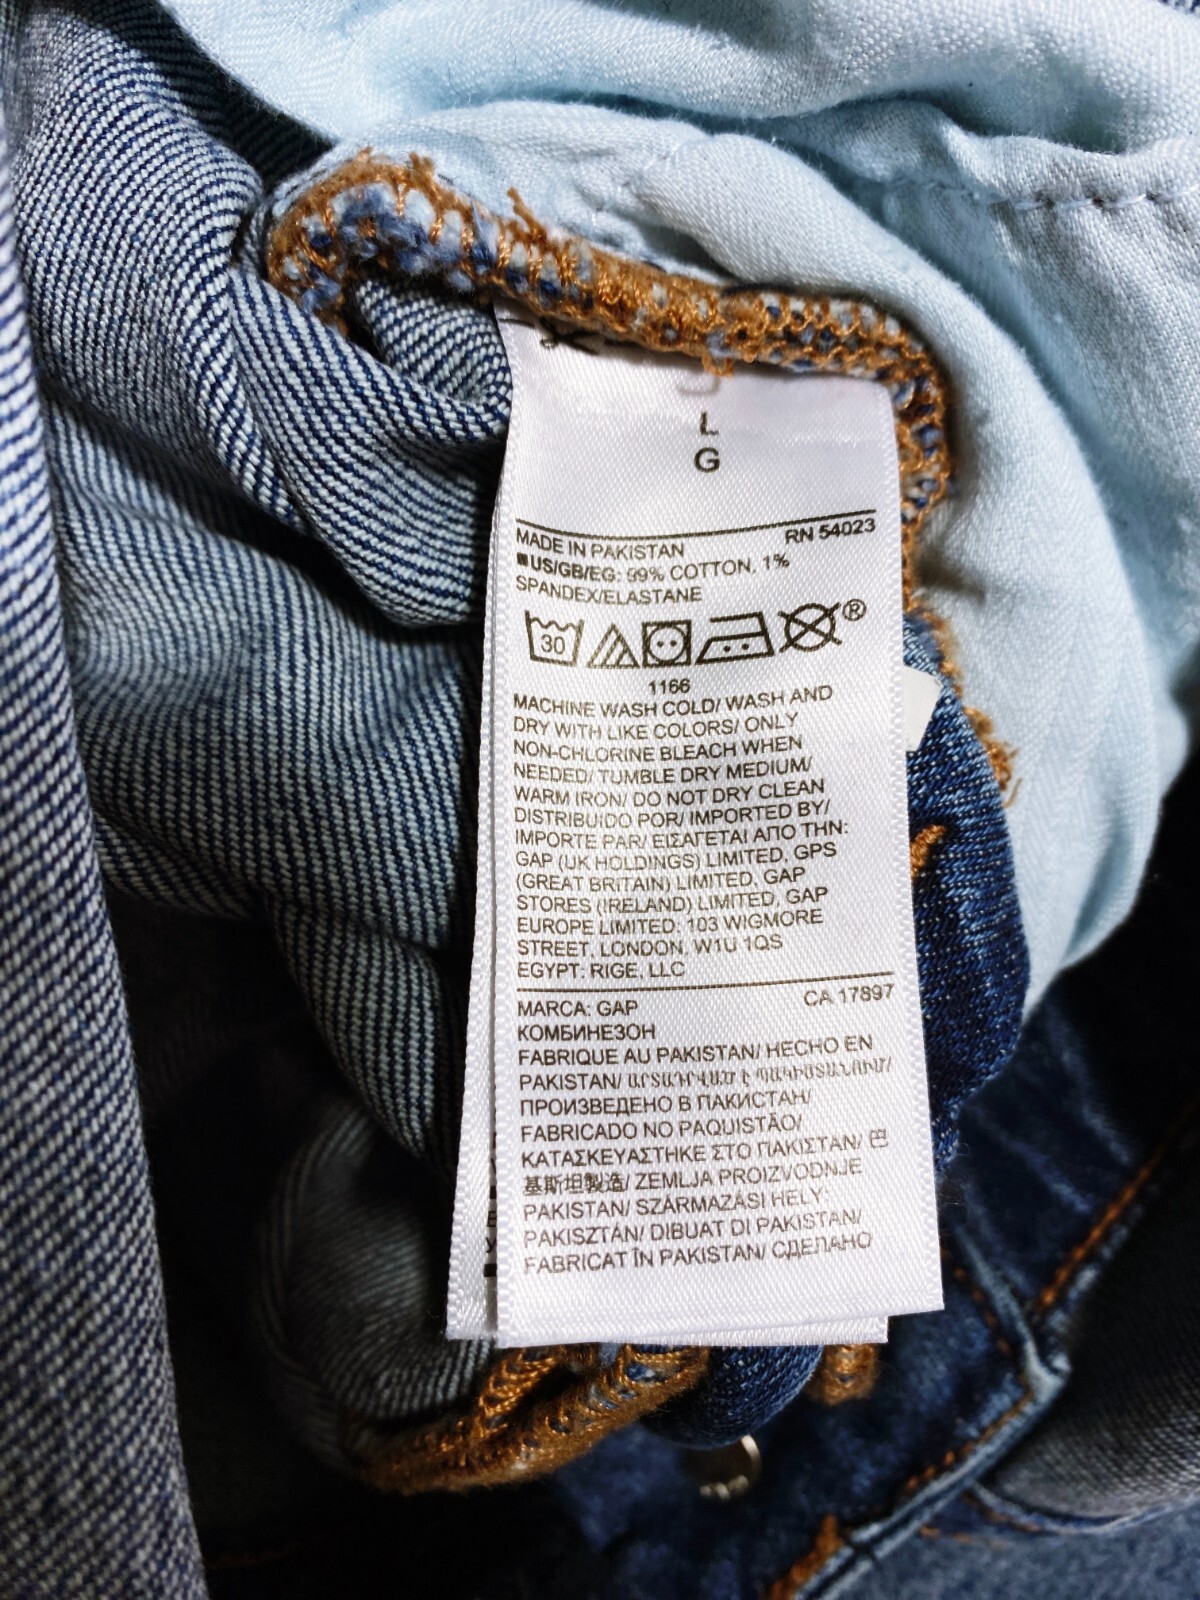 L
G
MADE IN PAKISTAN RN 54023
■US/GB/EG: 99% COTTON, 1%
SPANDEX/ELASTANE
30 ®
1166
MACHINE WASH COLD/ WASH AND
DRY WITH LIKE COLORS/ ONLY
NON-CHLORINE BLEACH WHEN
NEEDED/ TUMBLE DRY MEDIUM/
WARM IRON/ DO NOT DRY CLEAN
DISTRIBUIDO POR/ IMPORTED BY/
IMPORTE PAR/ ΕΙΣΑΓΕΤΑΙ ΑΠΟ ΤΗΝ:
GAP (UK HOLDINGS) LIMITED, GPS
(GREAT BRITAIN) LIMITED, GAP
STORES (IRELAND) LIMITED, GAP
EUROPE LIMITED: 103 WIGMORE
STREET, LONDON, W1U 1QS
EGYPT: RIGE, LLC
MARCA: GAP CA 17897
КОМБИНЕЗОН
FABRIQUE AU PAKISTAN/ HECHO EN
PAKISTAN/ ԱՐՏԱԴՐՎԱԾ Է ՊԱԿԻՍՏԱՆՈՒՄ/
ПРОИЗВЕДЕНО В ПАКИСТАН/
FABRICADO NO PAQUISTÃO/
ΚΑΤΑΣΚΕΥΑΣΤΗΚΕ ΣΤΟ ΠΑΚΙΣΤΑΝ/ 巴
基斯坦製造/ ZEMLJA PROIZVODNJE
PAKISTAN/ SZÁRMAZÁSI HELY:
PAKISZTÁN/ DIBUAT DI PAKISTAN/
FABRICAT ÎN PAKISTAN/ СДЕЛАНО